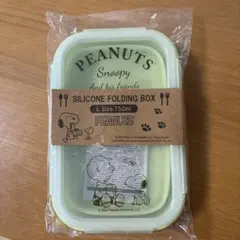 PEANUTS
Snoopy
And his friends
SILICONE FOLDING BOX
L Size 750ml
PEANUTS